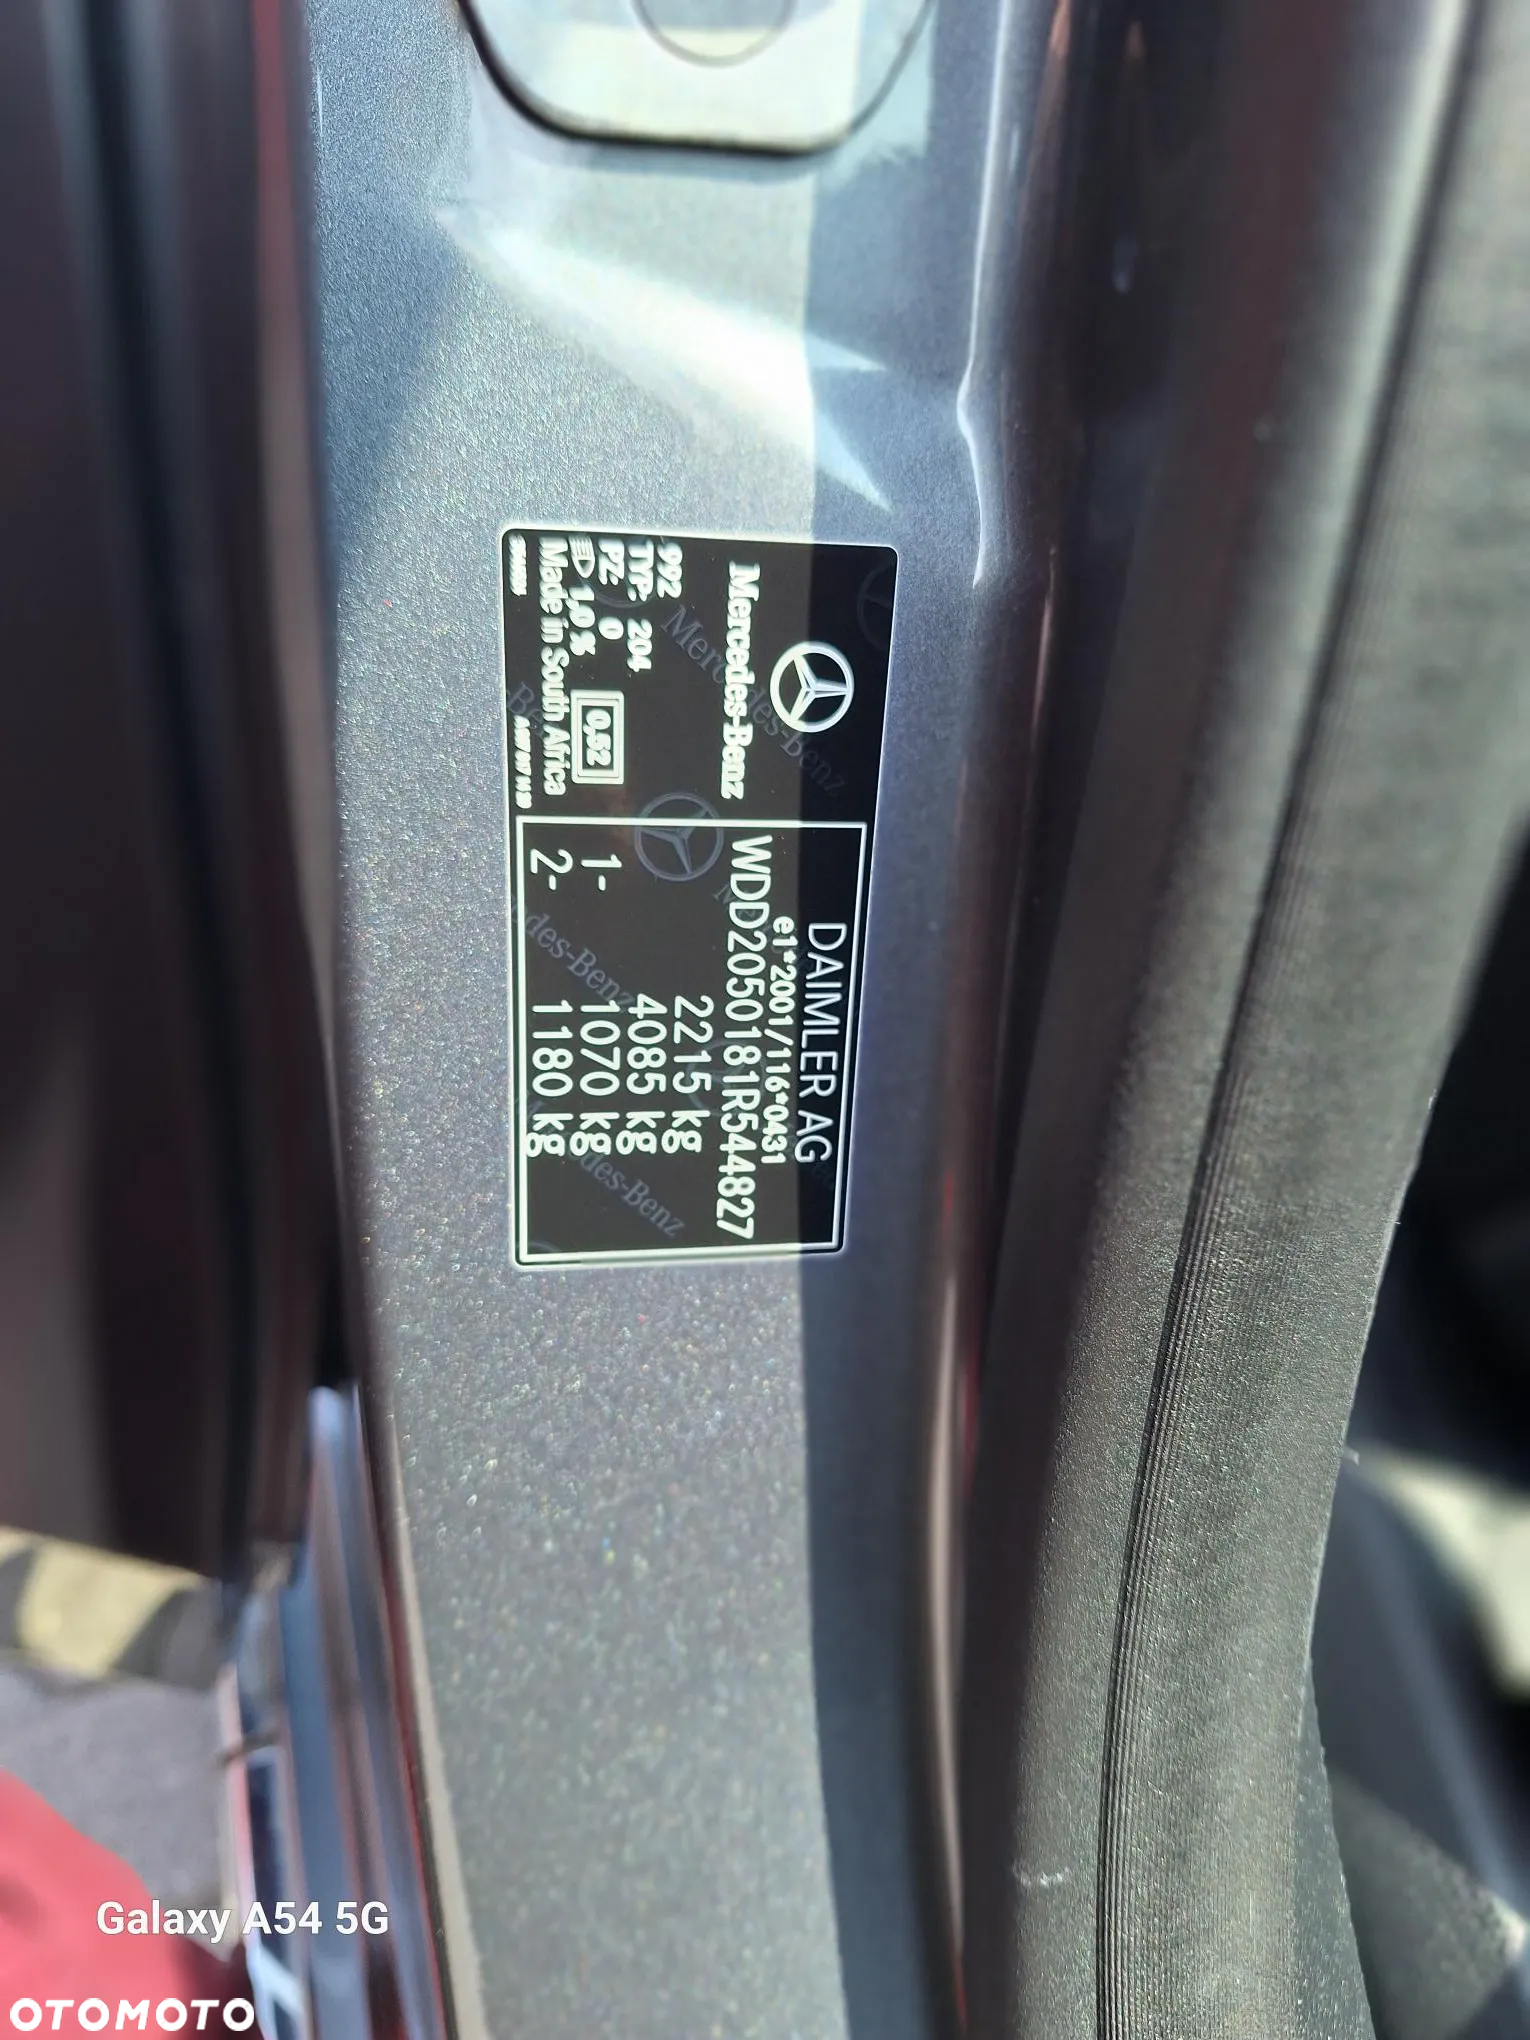 Mercedes-Benz
992
TYP- 204
PZ- 0
1,0 %
0,62
Made in South Africa
DAIMLER AG
e1*2001/116*0431
WDD2050181R544827
2215 kg
4085 kg
1- 1070 kg
2- 1180 kg
Galaxy A54 5G
OTOMOTO